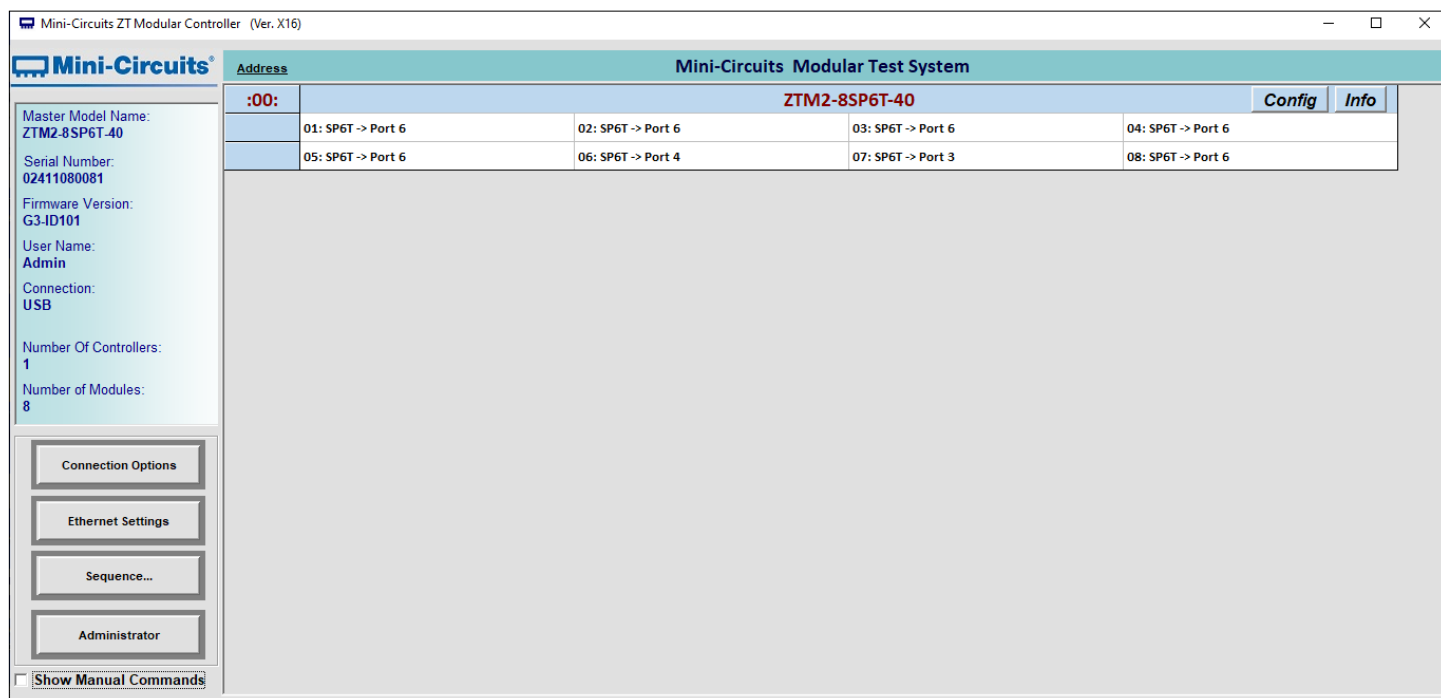 Mini-Circuits ZT Modular Controller (Ver. X16)
Mini-Circuits®
Address
Mini-Circuits Modular Test System
:00:
ZTM2-8SP6T-40
Config
Info
01: SP6T -> Port 6
02: SP6T -> Port 6
03: SP6T -> Port 6
04: SP6T -> Port 6
05: SP6T -> Port 6
06: SP6T -> Port 4
07: SP6T -> Port 3
08: SP6T -> Port 6
Master Model Name:
ZTM2-8SP6T-40
Serial Number:
02411080081
Firmware Version:
G3-ID101
User Name:
Admin
Connection:
USB
Number Of Controllers:
1
Number of Modules:
8
Connection Options
Ethernet Settings
Sequence...
Administrator
Show Manual Commands